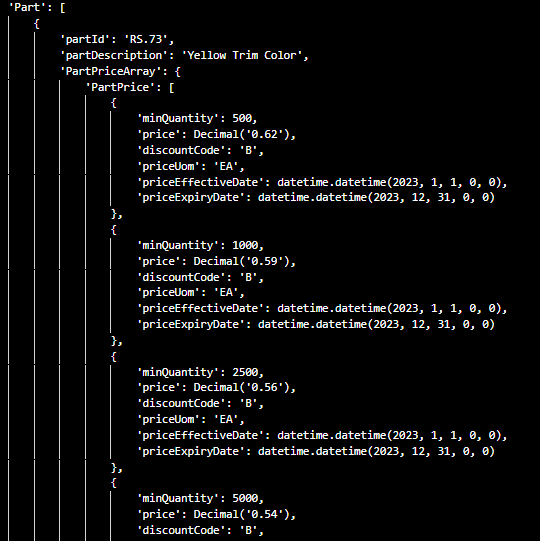 'Part': [
{
'partId': 'RS.73',
'partDescription': 'Yellow Trim Color',
'PartPriceArray': {
'PartPrice': [
{
'minQuantity': 500,
'price': Decimal('0.62'),
'discountCode': 'B',
'priceUom': 'EA',
'priceEffectiveDate': datetime.datetime(2023, 1, 1, 0, 0),
'priceExpiryDate': datetime.datetime(2023, 12, 31, 0, 0)
},
{
'minQuantity': 1000,
'price': Decimal('0.59'),
'discountCode': 'B',
'priceUom': 'EA',
'priceEffectiveDate': datetime.datetime(2023, 1, 1, 0, 0),
'priceExpiryDate': datetime.datetime(2023, 12, 31, 0, 0)
},
{
'minQuantity': 2500,
'price': Decimal('0.56'),
'discountCode': 'B',
'priceUom': 'EA',
'priceEffectiveDate': datetime.datetime(2023, 1, 1, 0, 0),
'priceExpiryDate': datetime.datetime(2023, 12, 31, 0, 0)
},
{
'minQuantity': 5000,
'price': Decimal('0.54'),
'discountCode': 'B',